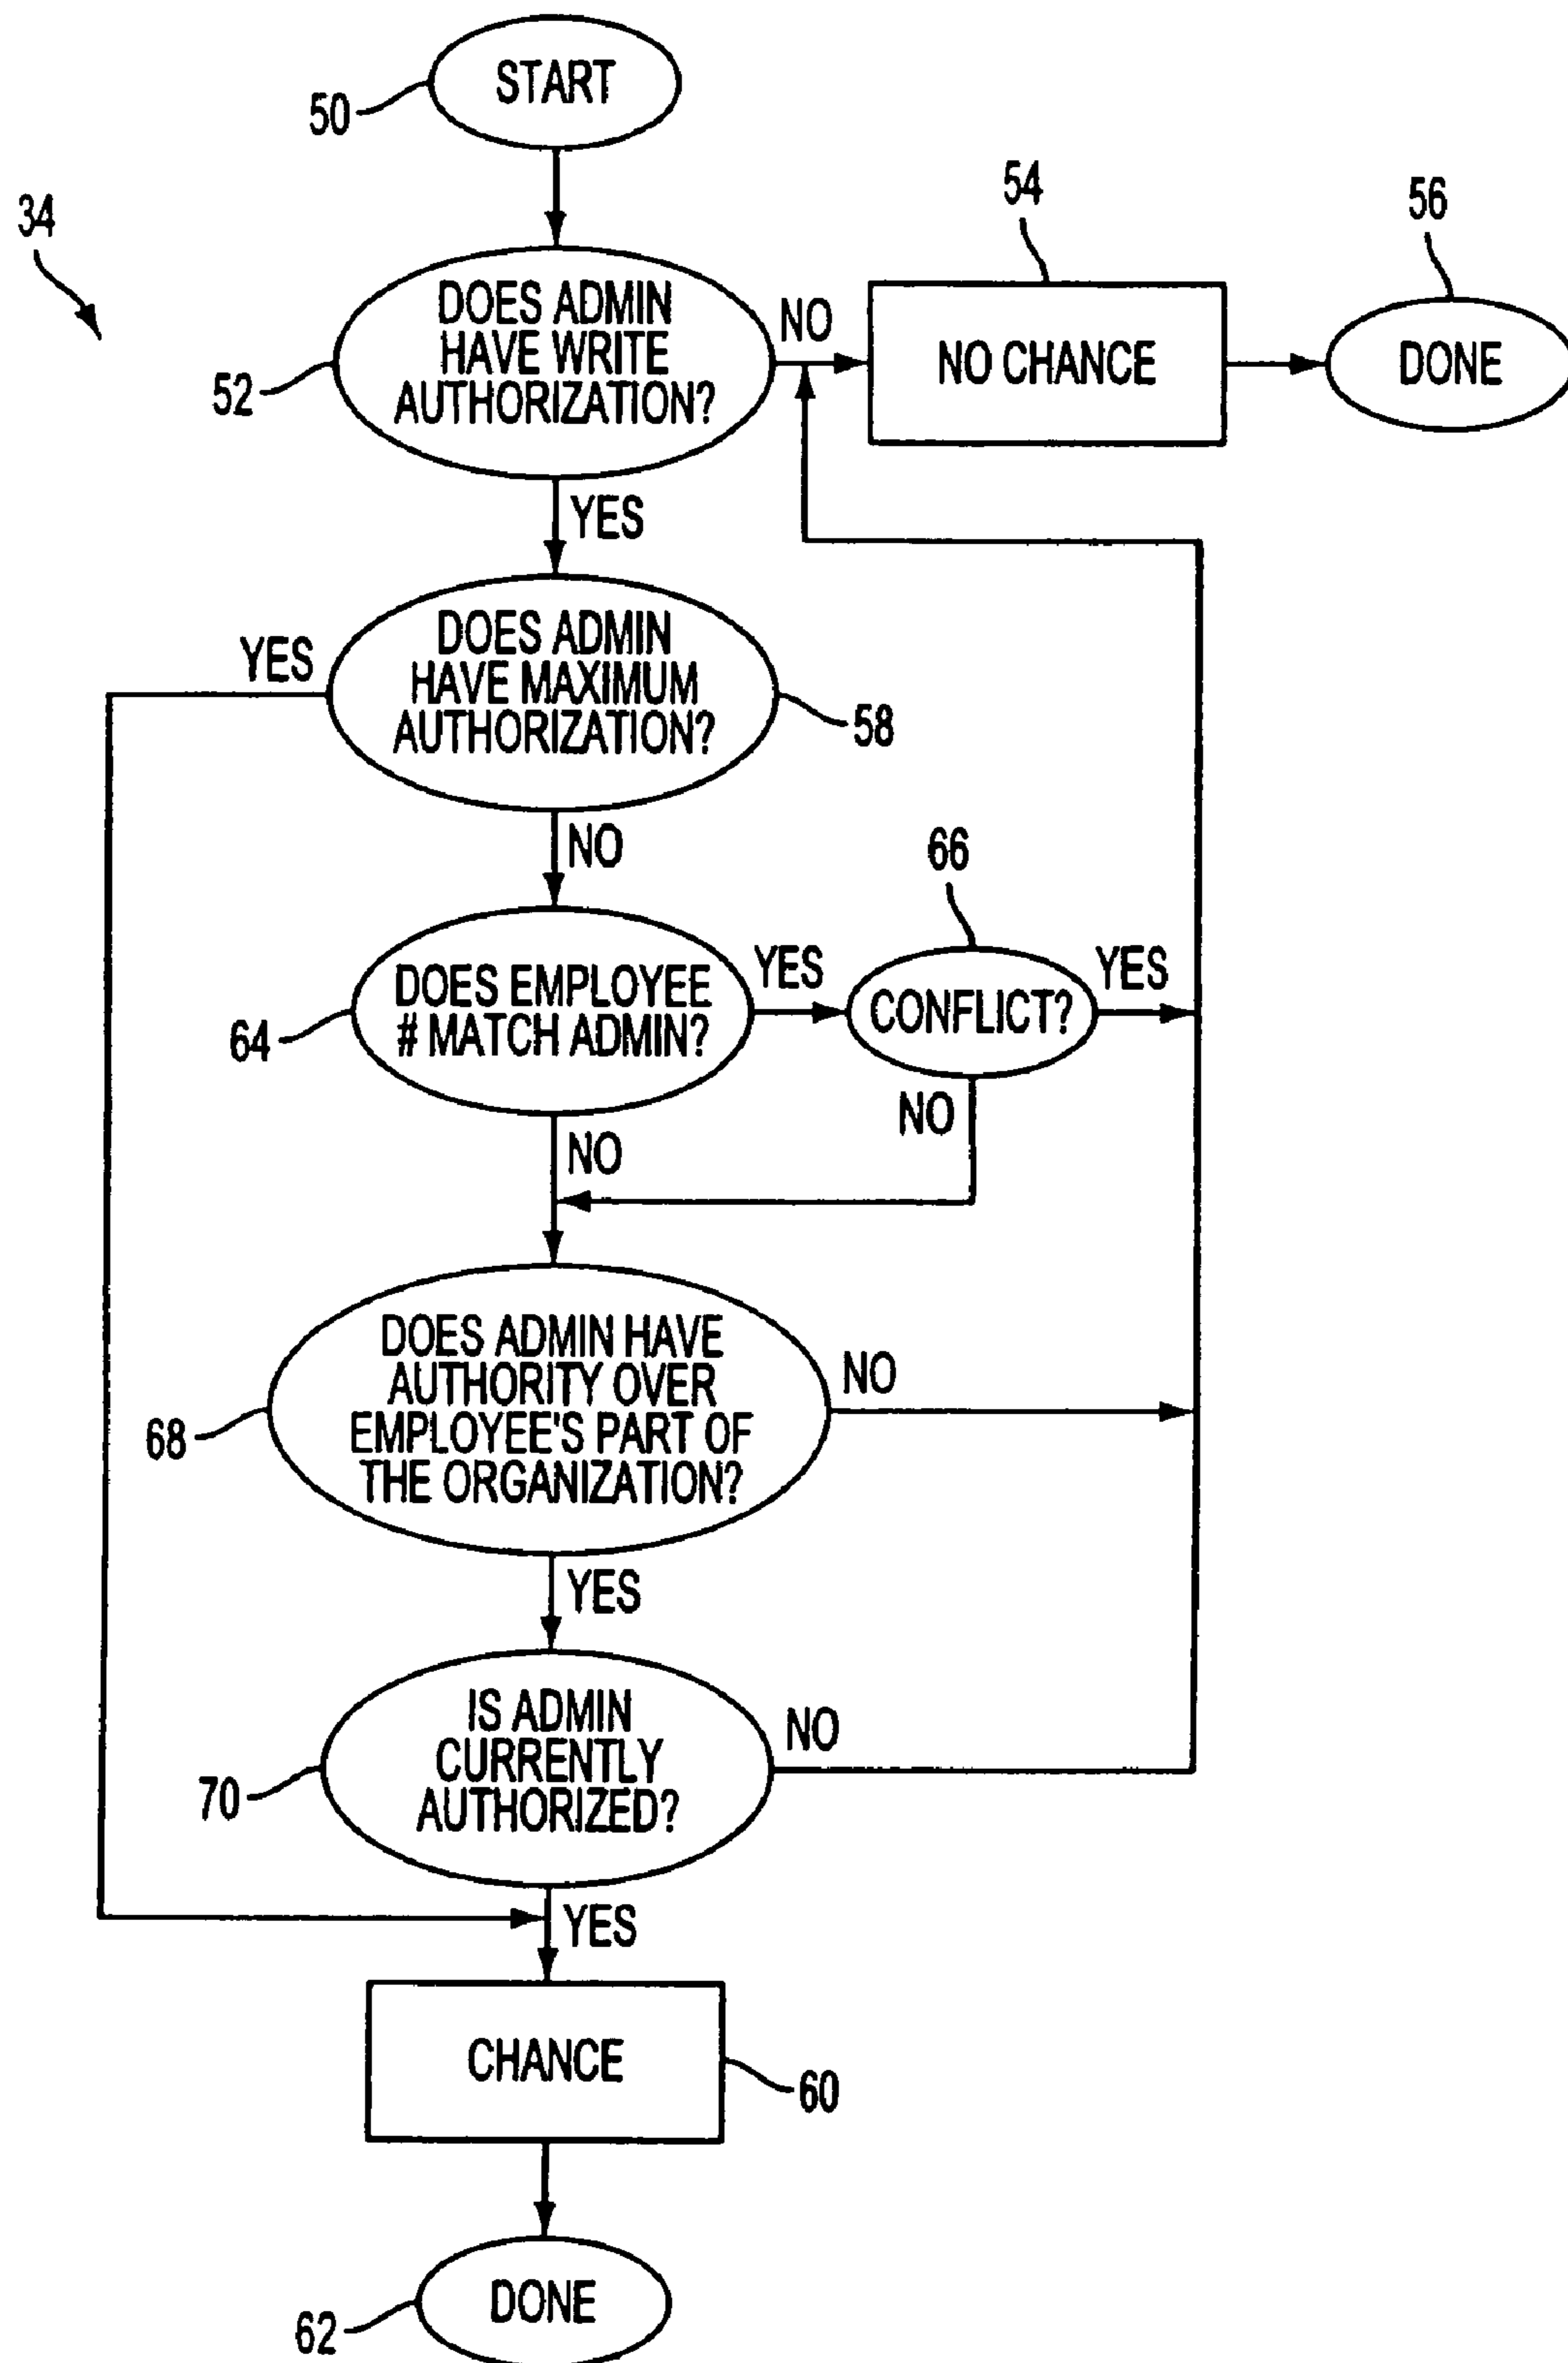 START
50
34
54
56
DOES ADMIN
HAVE WRITE
AUTHORIZATION?
52
NO
NO CHANCE
DONE
YES
DOES ADMIN
HAVE MAXIMUM
AUTHORIZATION?
YES
58
NO
66
DOES EMPLOYEE
# MATCH ADMIN?
64
YES
CONFLICT?
YES
NO
NO
DOES ADMIN HAVE
AUTHORITY OVER
EMPLOYEE'S PART OF
THE ORGANIZATION?
68
NO
YES
IS ADMIN
CURRENTLY
AUTHORIZED?
70
NO
YES
CHANCE
60
DONE
62